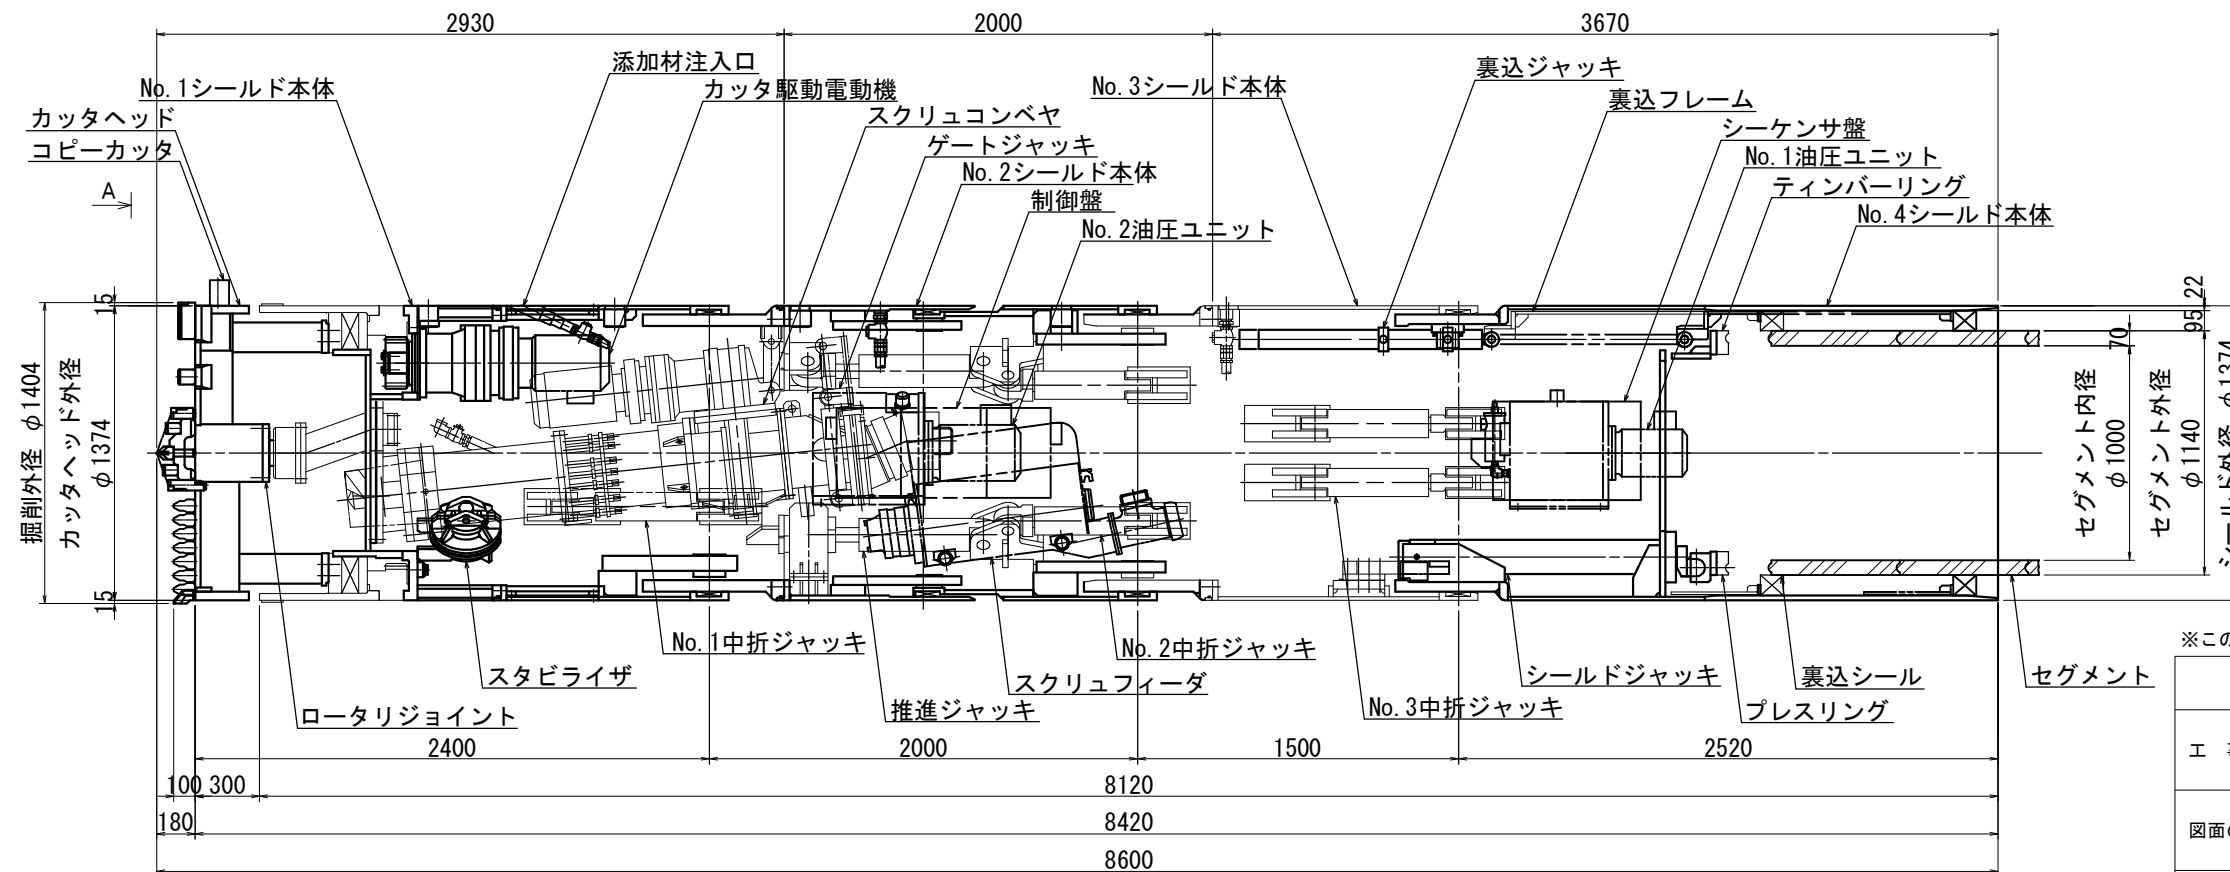 2930
2000
3670
添加材注入口
No.1シールド本体
カッタ駆動電動機
No.3シールド本体
裏込ジャッキ
裏込フレーム
カッタヘッド
スクリュコンベヤ
シーケンサ盤
コピーカッタ
ゲートジャッキ
No.1油圧ユニット
No.2シールド本体
ティンバーリング
A
制御盤
No.4シールド本体
No.2油圧ユニット
15
22
95
70
掘削外径 φ1404
カッタヘッド外径
φ1374
セグメント内径
φ1000
セグメント外径
φ1140
シールド外径 φ1374
15
No.1中折ジャッキ
No.2中折ジャッキ
※この
スタビライザ
スクリュフィーダ
シールドジャッキ
裏込シール
セグメント
ロータリジョイント
推進ジャッキ
No.3中折ジャッキ
プレスリング
2400
2000
1500
2520
工
100
300
8120
180
8420
図面
8600